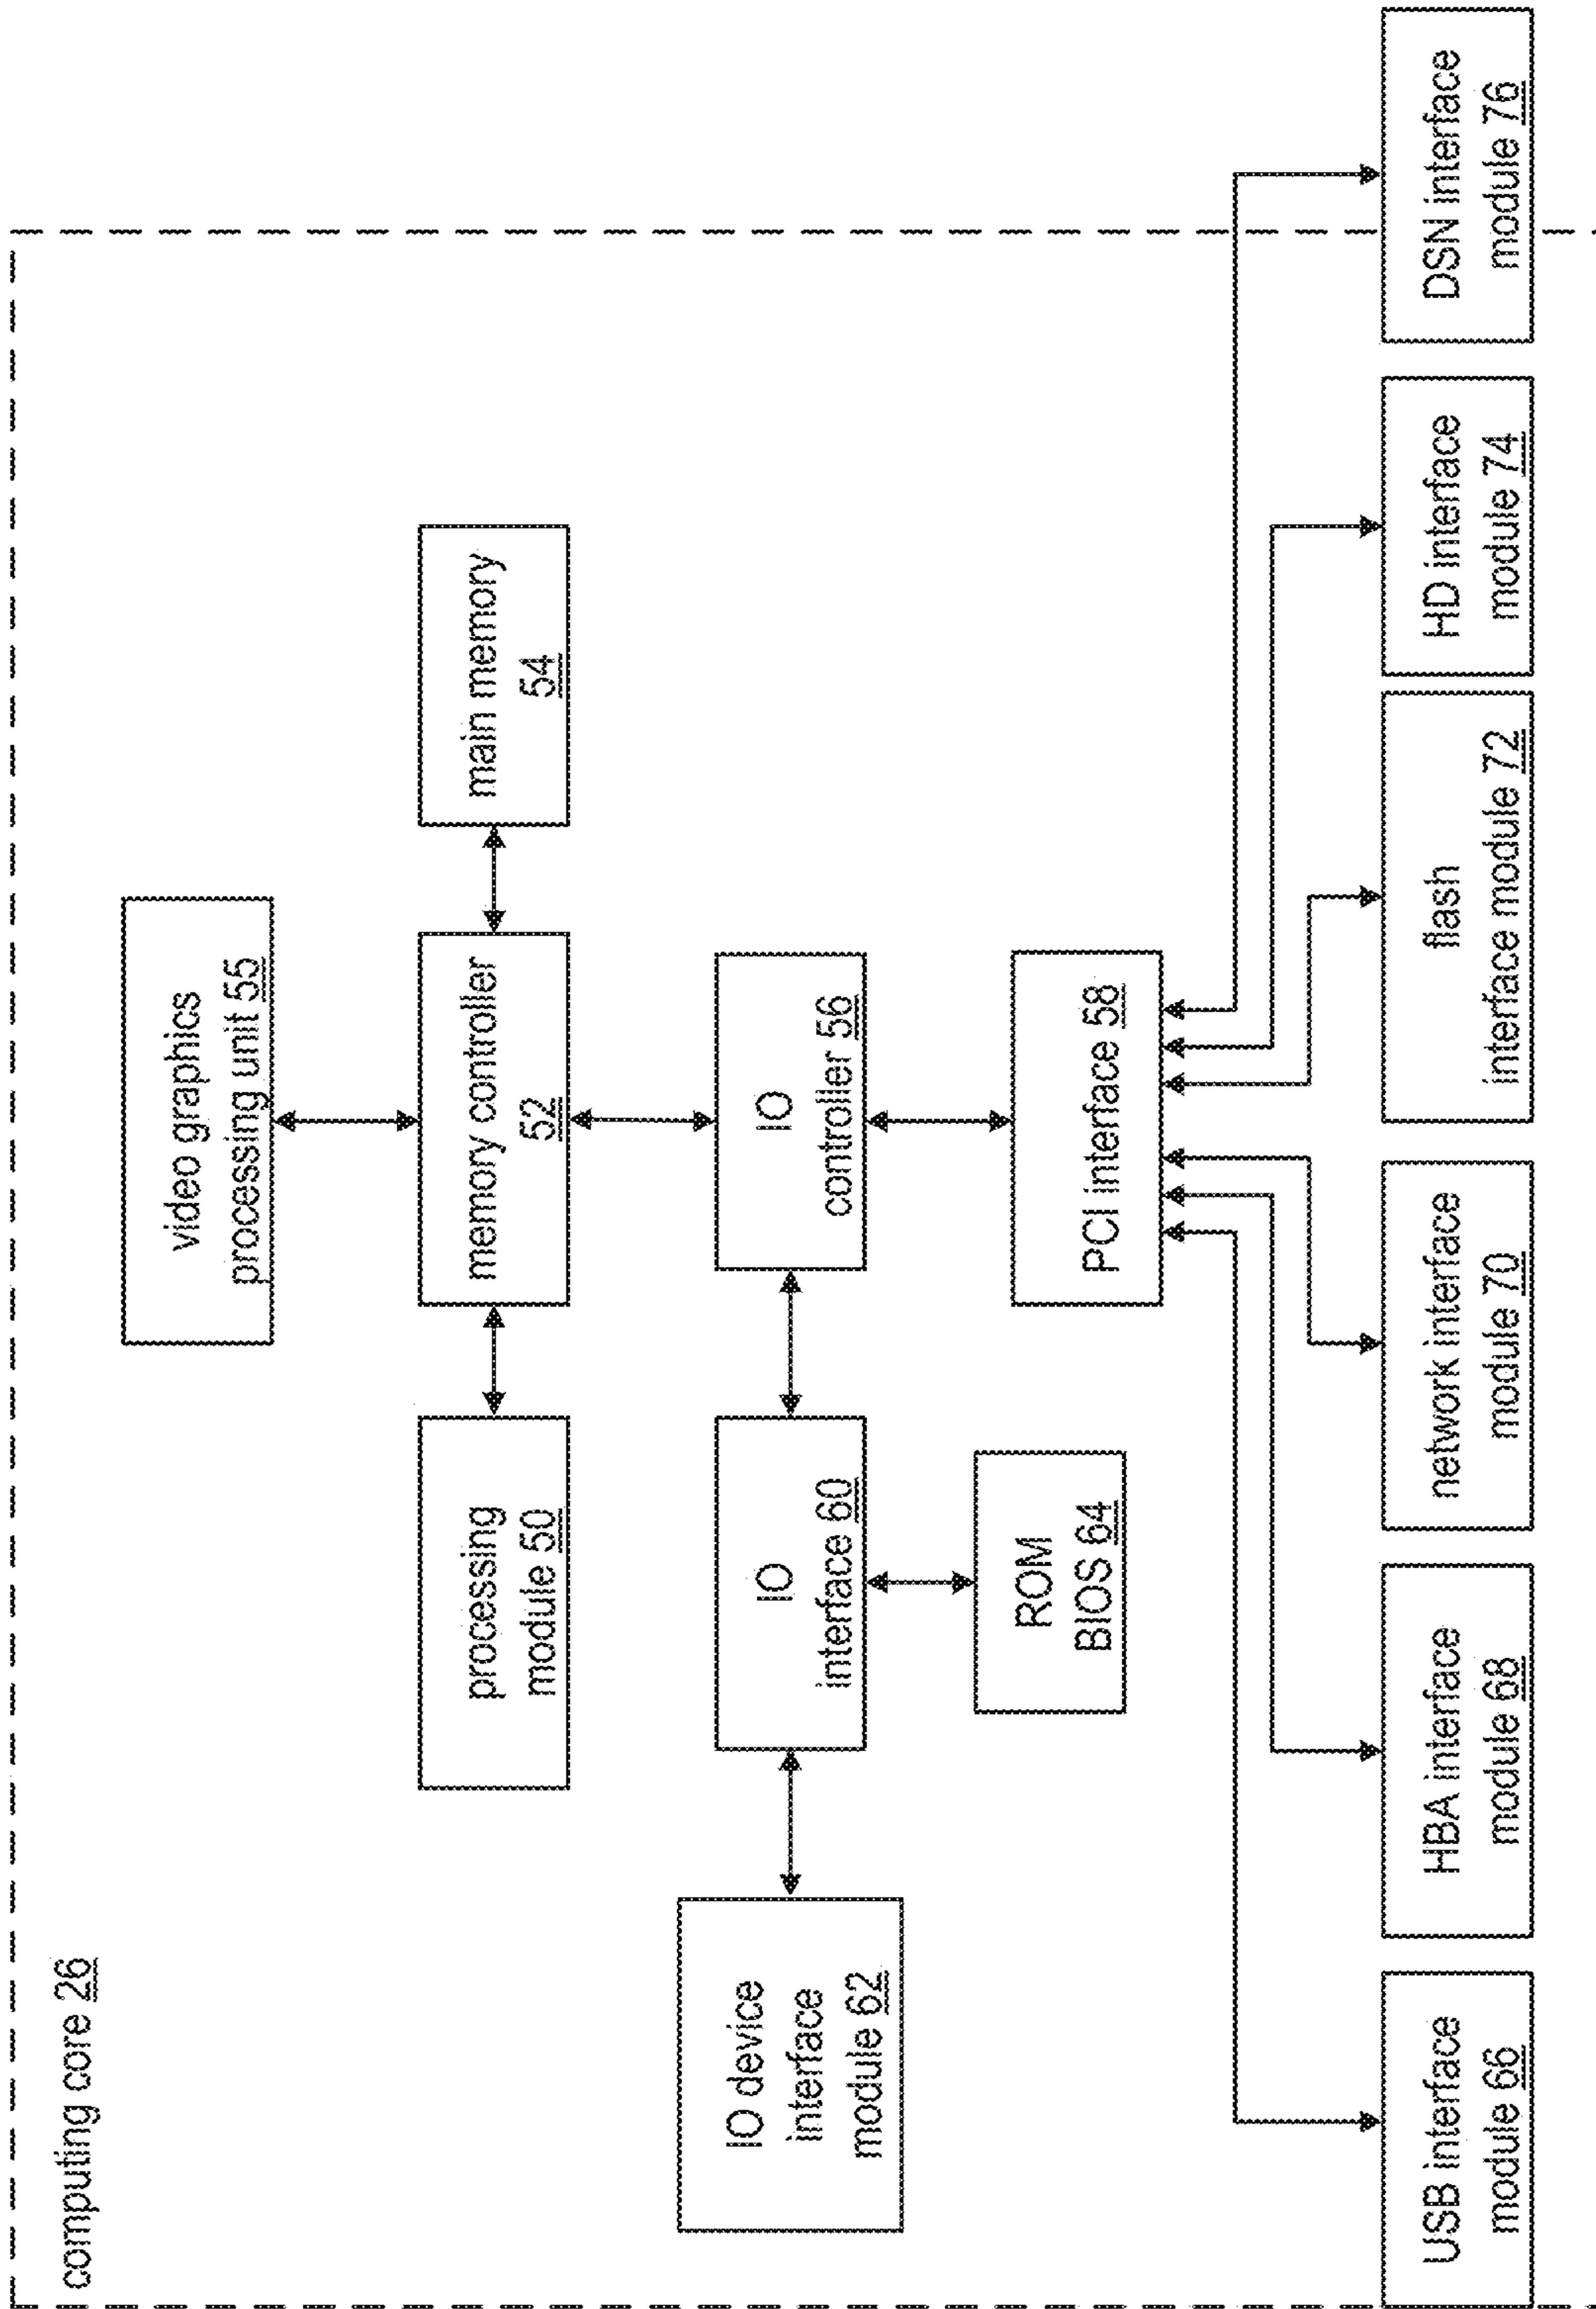 computing core 26
video graphics
processing unit 55
processing
module 50
memory controller
52
main memory
54
IO device
interface
module 62
IO
interface 60
IO
controller 56
ROM
BIOS 64
PCI interface 58
USB interface
module 66
HBA interface
module 68
network interface
module 70
flash
interface module 72
HD interface
module 74
DSN interface
module 76